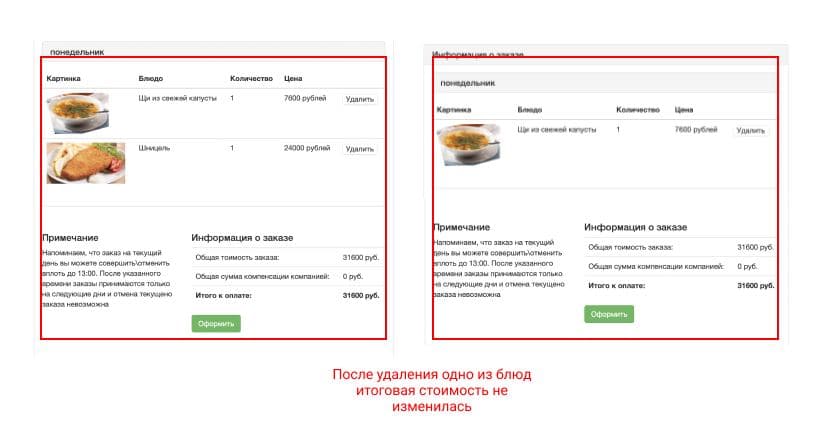 понедельник
Картинка Блюдо Количество Цена
Щи из свежей капусты 1 7600 рублей Удалить
Шницель 1 24000 рублей Удалить
Примечание
Напоминаем, что заказ на текущий
день вы можете совершить\отменить
вплоть до 13:00. После указанного
времени заказы принимаются только
на следующие дни и отмена текущено
заказа невозможна
Информация о заказе
Общая тоимость заказа: 31600 руб.
Общая сумма компенсации компанией: 0 руб.
Итого к оплате: 31600 руб.
Оформить
Информация о заказе
понедельник
Картинка Блюдо Количество Цена
Щи из свежей капусты 1 7600 рублей Удалить
Примечание
Напоминаем, что заказ на текущий
день вы можете совершить\отменить
вплоть до 13:00. После указанного
времени заказы принимаются только
на следующие дни и отмена текущено
заказа невозможна
Информация о заказе
Общая тоимость заказа: 31600 руб.
Общая сумма компенсации компанией: 0 руб.
Итого к оплате: 31600 руб.
Оформить
После удаления одно из блюд
итоговая стоимость не
изменилась